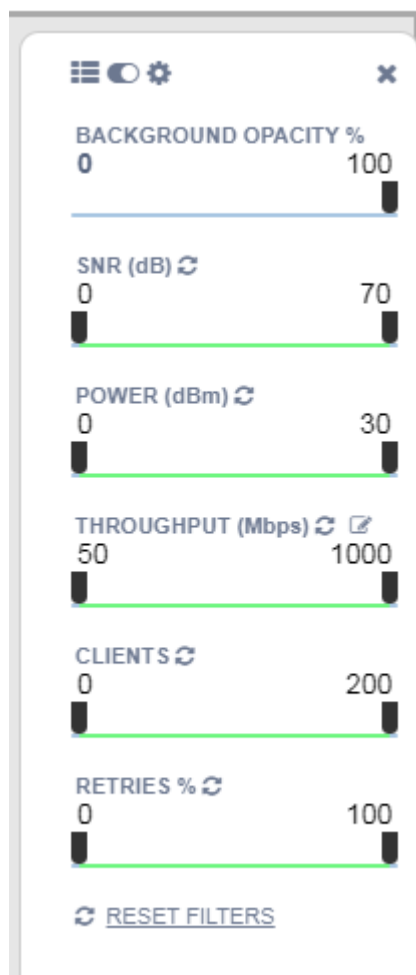 BACKGROUND OPACITY %
0 100
SNR (dB)
0 70
POWER (dBm)
0 30
THROUGHPUT (Mbps)
50 1000
CLIENTS
0 200
RETRIES %
0 100
RESET FILTERS